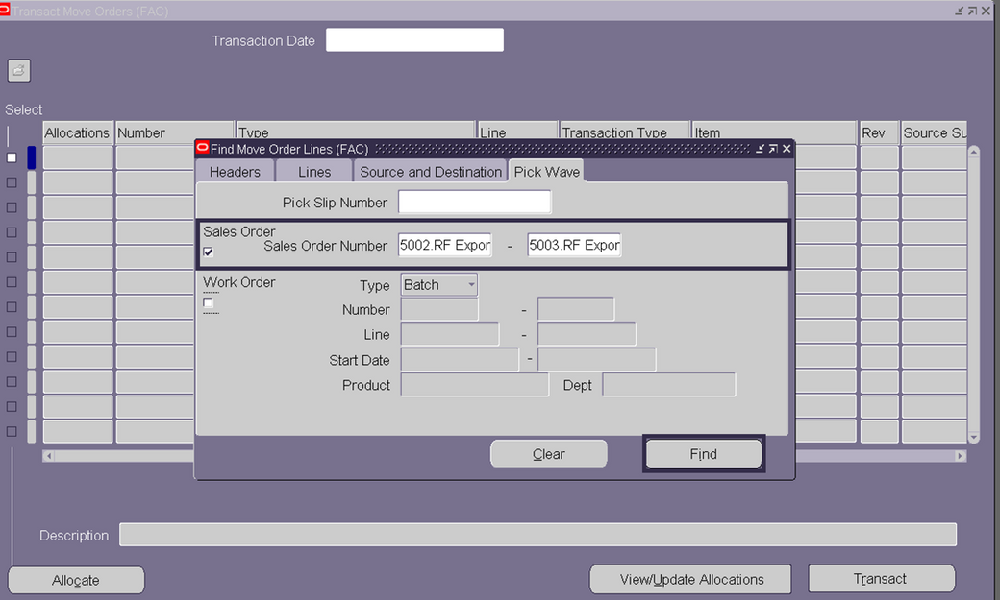 Transact Move Orders (FAC)
Transaction Date
Select
Allocations Number Type Line Transaction Type Item Rev Source Su
Find Move Order Lines (FAC)
Headers Lines Source and Destination Pick Wave
Pick Slip Number
Sales Order
Sales Order Number 5002.RF Expor - 5003.RF Expor
Work Order
Type Batch
Number -
Line -
Start Date -
Product Dept
Clear Find
Description
Allocate View/Update Allocations Transact